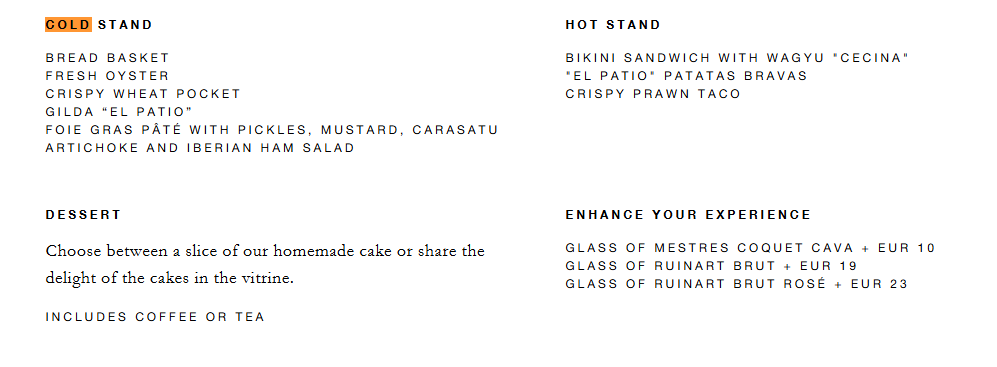 COLD STAND
BREAD BASKET
FRESH OYSTER
CRISPY WHEAT POCKET
GILDA “EL PATIO”
FOIE GRAS PÂTÉ WITH PICKLES, MUSTARD, CARASATU
ARTICHOKE AND IBERIAN HAM SALAD
HOT STAND
BIKINI SANDWICH WITH WAGYU "CECINA"
"EL PATIO" PATATAS BRAVAS
CRISPY PRAWN TACO
DESSERT
Choose between a slice of our homemade cake or share the
delight of the cakes in the vitrine.
INCLUDES COFFEE OR TEA
ENHANCE YOUR EXPERIENCE
GLASS OF MESTRES COQUET CAVA + EUR 10
GLASS OF RUINART BRUT + EUR 19
GLASS OF RUINART BRUT ROSÉ + EUR 23